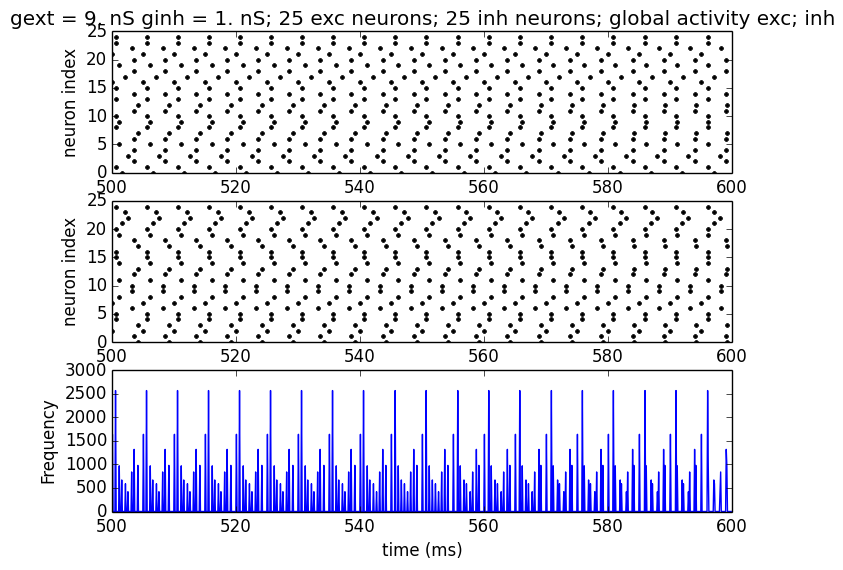 gext = 9. nS ginh = 1. nS; 25 exc neurons; 25 inh neurons; global activity exc; inh
25
20
15
10
5
0
neuron index
500 520 540 560 580 600
25
20
15
10
5
0
neuron index
500 520 540 560 580 600
3000
2500
2000
1500
1000
500
0
Frequency
500 520 540 560 580 600
time (ms)